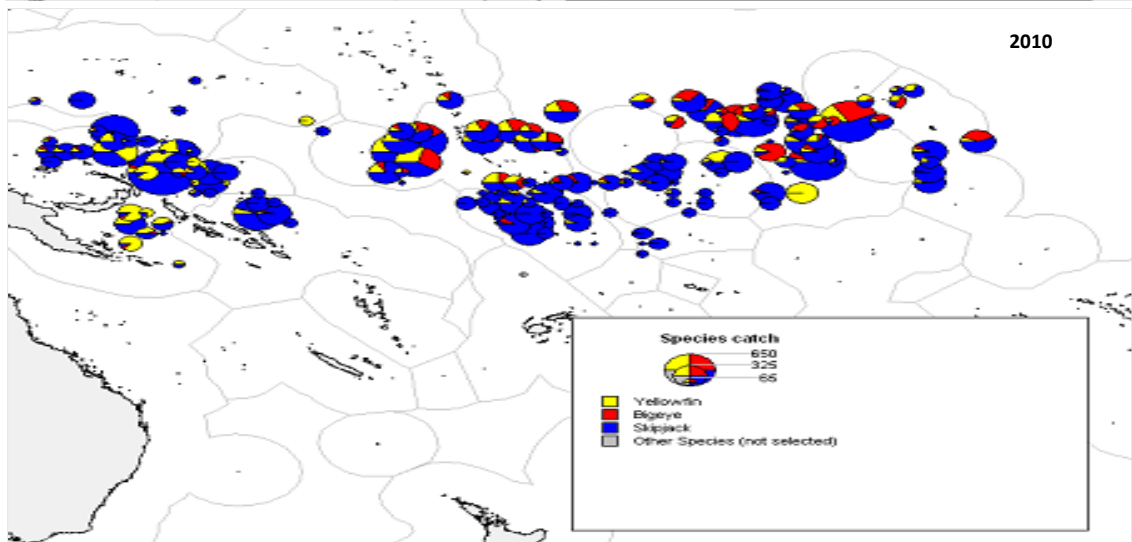 2010
Species catch
650
325
65
Yellowfin
Bigeye
Skipjack
Other Species (not selected)